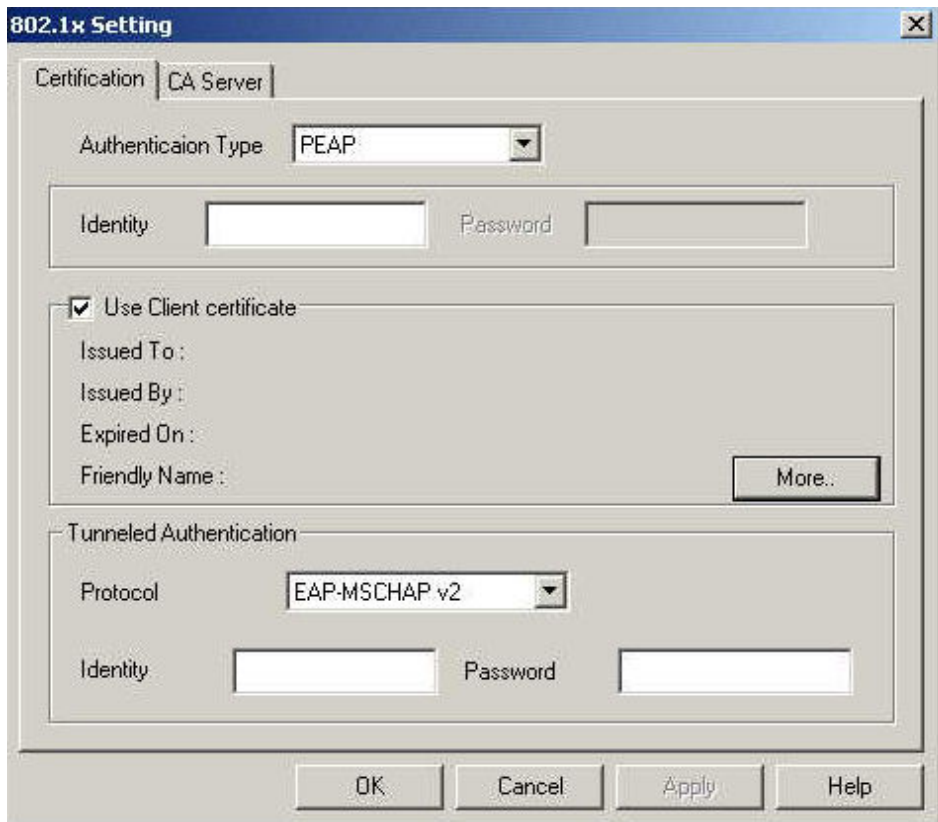 802.1x Setting
Certification CA Server
Authenticaion Type PEAP
Identity Password
Use Client certificate
Issued To :
Issued By :
Expired On :
Friendly Name :
More..
Tunneled Authentication
Protocol EAP-MSCHAP v2
Identity Password
OK Cancel Apply Help